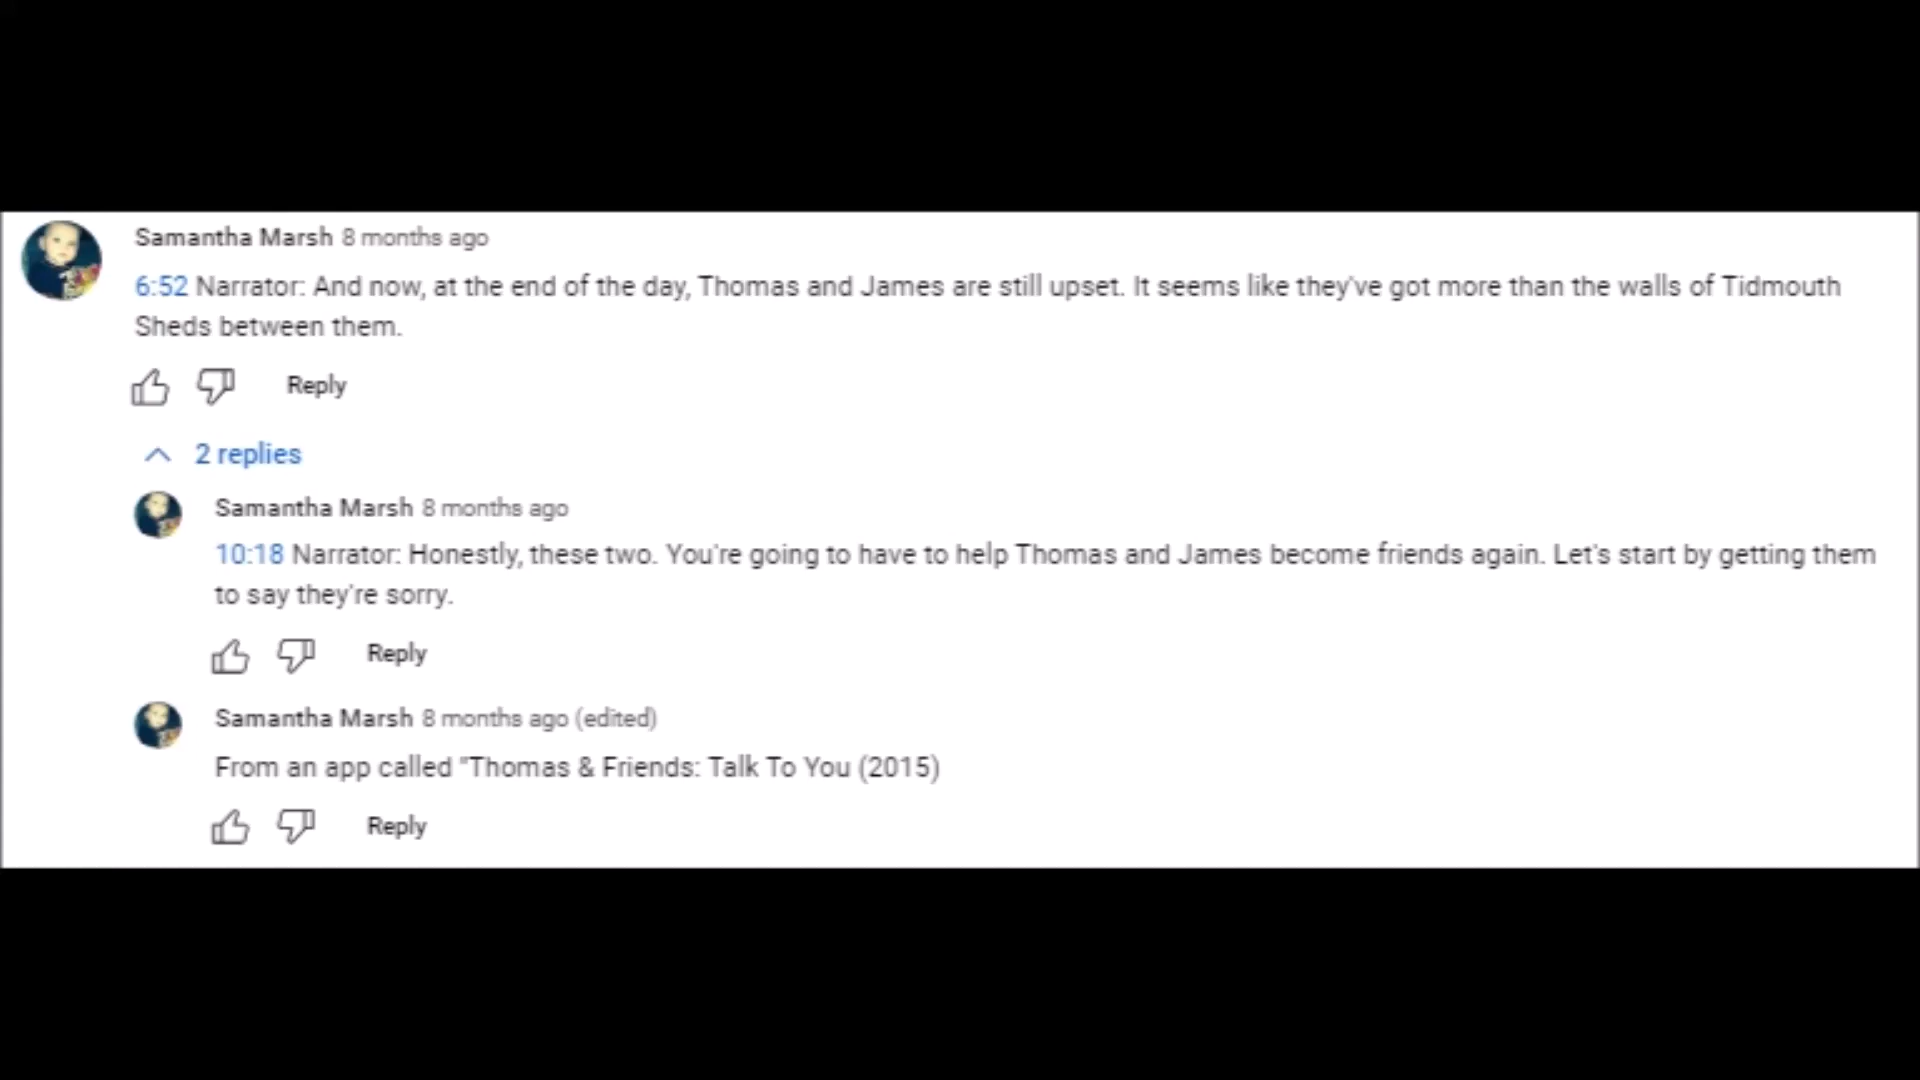 Samantha Marsh 8 months ago
6:52 Narrator: And now, at the end of the day, Thomas and James are still upset. It seems like they've got more than the walls of Tidmouth
Sheds between them.
Reply
2 replies
Samantha Marsh 8 months ago
10:18 Narrator: Honestly, these two. You're going to have to help Thomas and James become friends again. Let's start by getting them
to say they're sorry.
Reply
Samantha Marsh 8 months ago (edited)
From an app called "Thomas & Friends: Talk To You (2015)
Reply